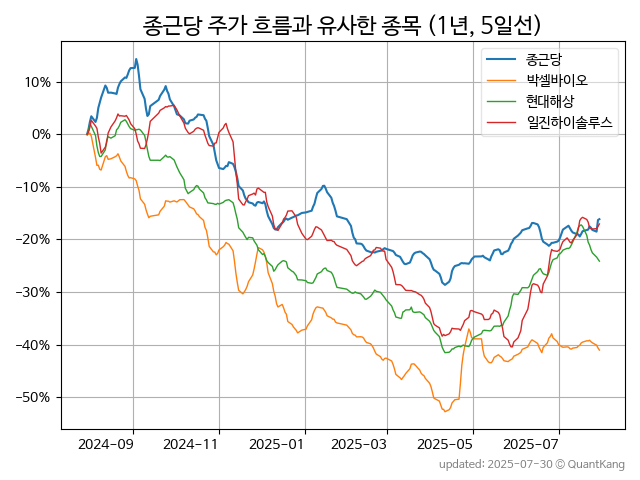 종근당 주가 흐름과 유사한 종목 (1년, 5일선)
종근당
박셀바이오
현대해상
일진하이솔루스
10%
0%
−10%
−20%
−30%
−40%
−50%
2024-09
2024-11
2025-01
2025-03
2025-05
2025-07
updated: 2025-07-30 © QuantKang